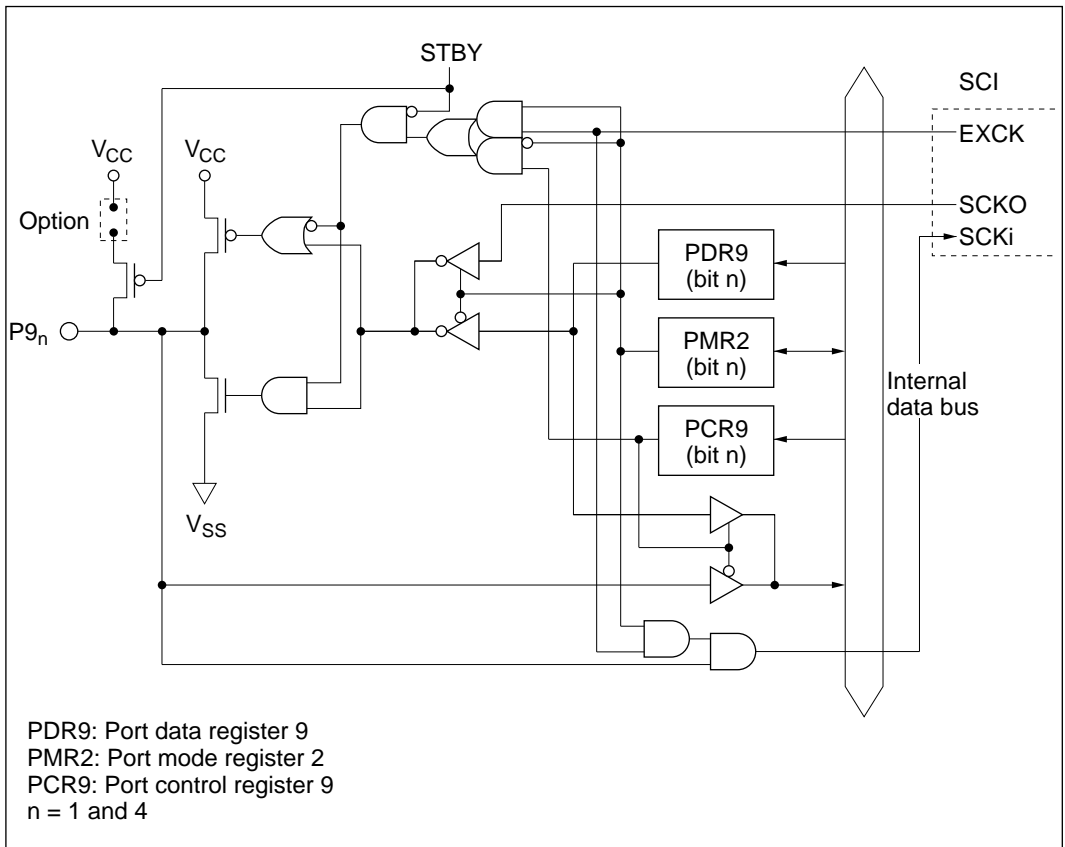 STBY
SCI
EXCK
VCC
VCC
Option
SCKO
SCKi
PDR9
(bit n)
P9n
PMR2
(bit n)
Internal
data bus
PCR9
(bit n)
VSS
PDR9: Port data register 9
PMR2: Port mode register 2
PCR9: Port control register 9
n = 1 and 4